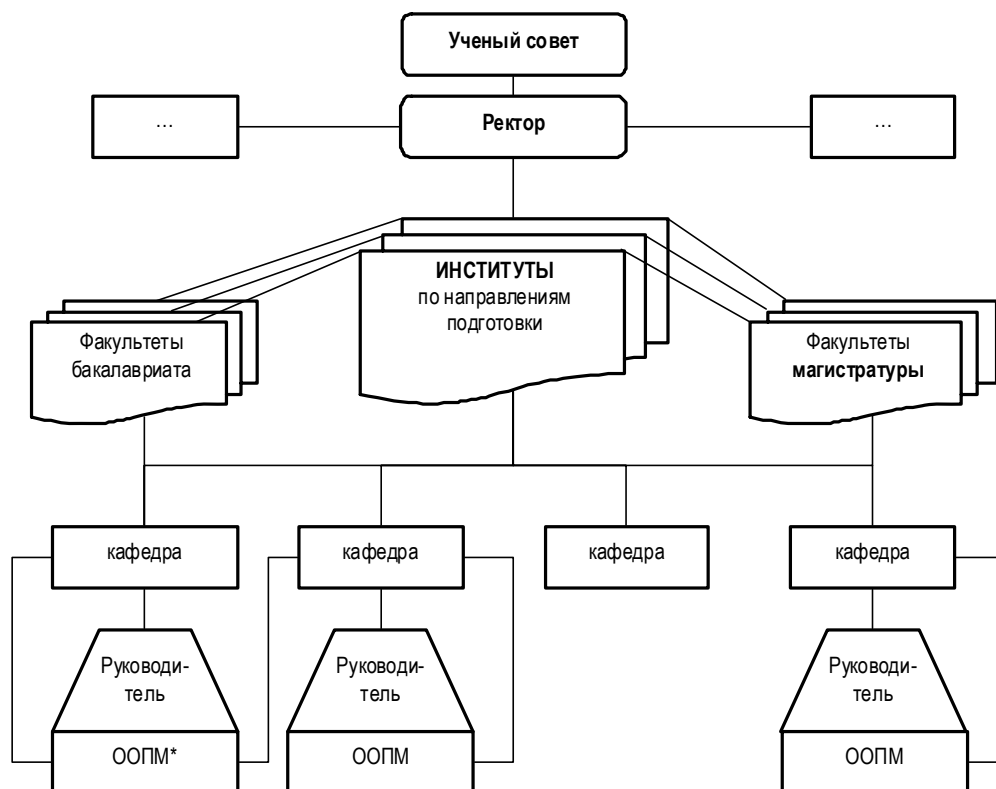 Ученый совет
...
Ректор
...
ИНСТИТУТЫ
по направлениям
подготовки
Факультеты
бакалавриата
Факультеты
магистратуры
кафедра
кафедра
кафедра
кафедра
Руководи-
тель
Руководи-
тель
Руководи-
тель
ООПМ*
ООПМ
ООПМ